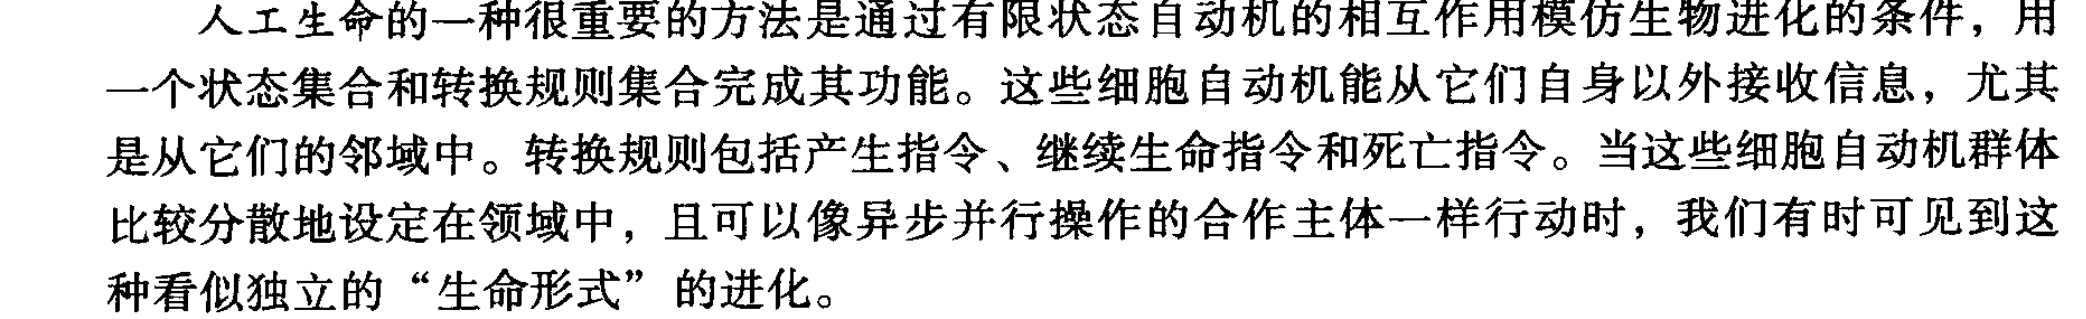 人工生命的一种很重要的方法是通过有限状态自动机的相互作用模仿生物进化的条件，用
一个状态集合和转换规则集合完成其功能。这些细胞自动机能从它们自身以外接收信息，尤其
是从它们的邻域中。转换规则包括产生指令、继续生命指令和死亡指令。当这些细胞自动机群体
比较分散地设定在领域中，且可以像异步并行操作的合作主体一样行动时，我们有时可见到这
种看似独立的“生命形式”的进化。